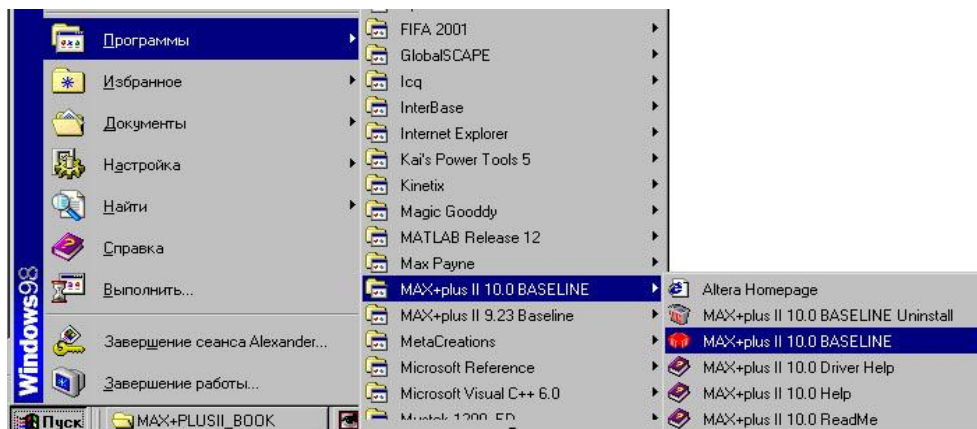 Программы
Избранное
Документы
Настройка
Найти
Справка
Выполнить...
Завершение сеанса Alexander...
Завершение работы...
Windows98
Пуск
MAX+PLUSII_BOOK
FIFA 2001
GlobalSCAPE
Icq
InterBase
Internet Explorer
Kai's Power Tools 5
Kinetix
Magic Gooddy
MATLAB Release 12
Max Payne
MAX+plus II 10.0 BASELINE
MAX+plus II 9.23 Baseline
MetaCreations
Microsoft Reference
Microsoft Visual C++ 6.0
Altera Homepage
MAX+plus II 10.0 BASELINE Uninstall
MAX+plus II 10.0 BASELINE
MAX+plus II 10.0 Driver Help
MAX+plus II 10.0 Help
MAX+plus II 10.0 ReadMe